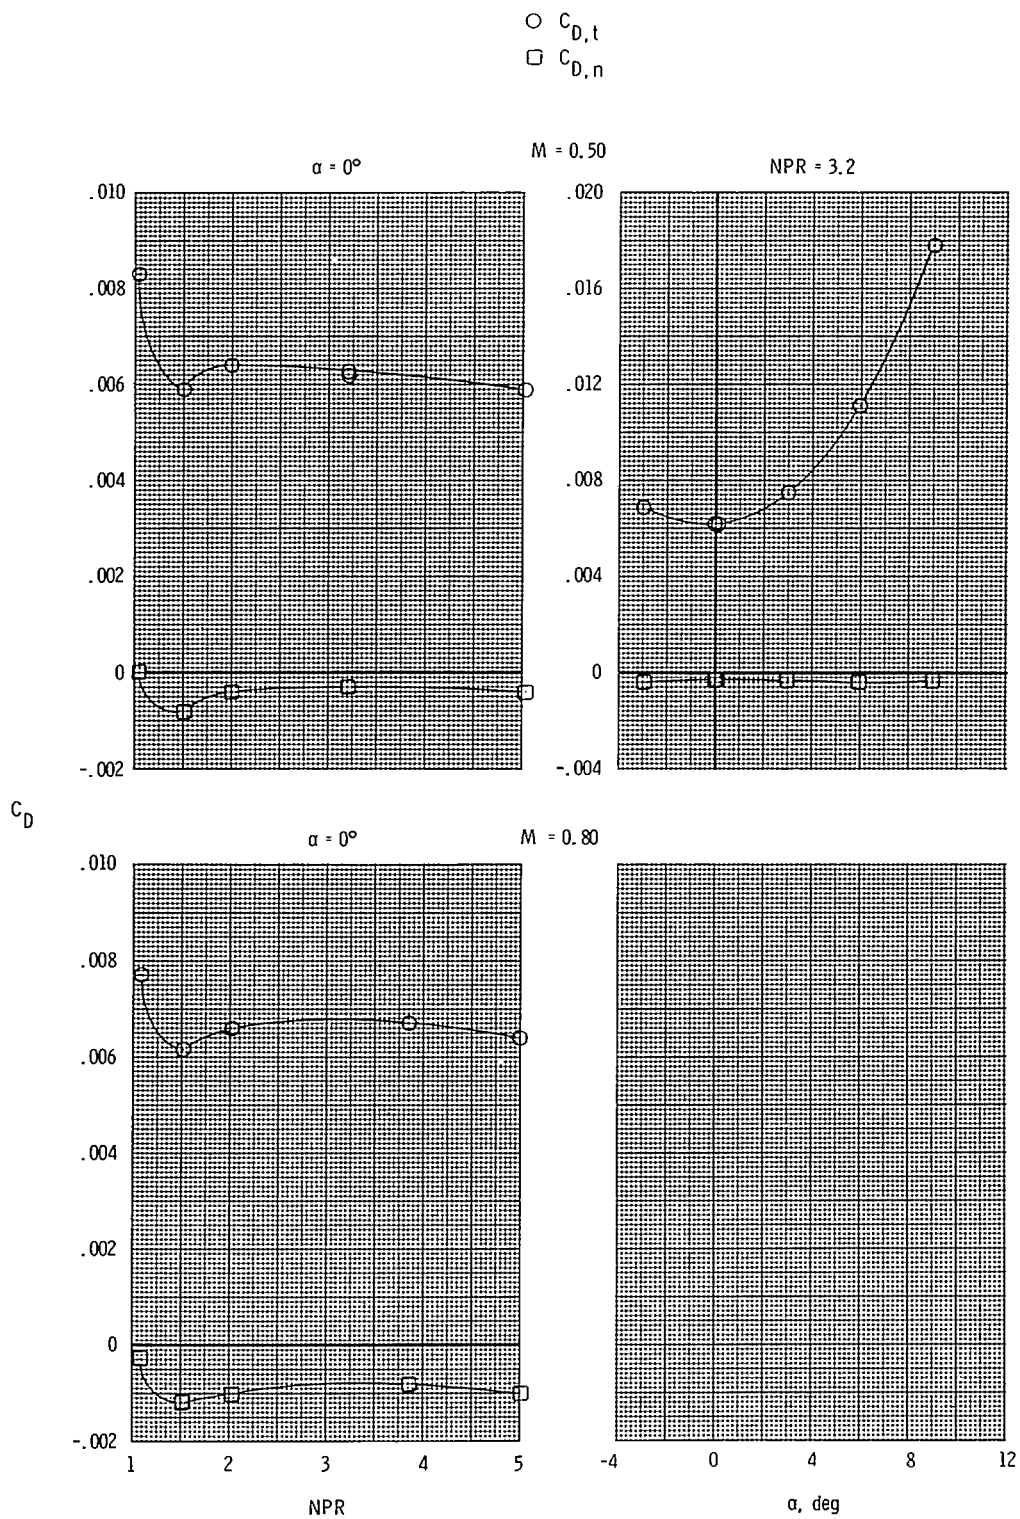 C_D,t
C_D,n
M = 0.50
α = 0°
NPR = 3.2
.010
.008
.006
.004
.002
0
-.002
.020
.016
.012
.008
.004
0
-.004
C_D
α = 0°
M = 0.80
.010
.008
.006
.004
.002
0
-.002
1 2 3 4 5
NPR
-4 0 4 8 12
α, deg